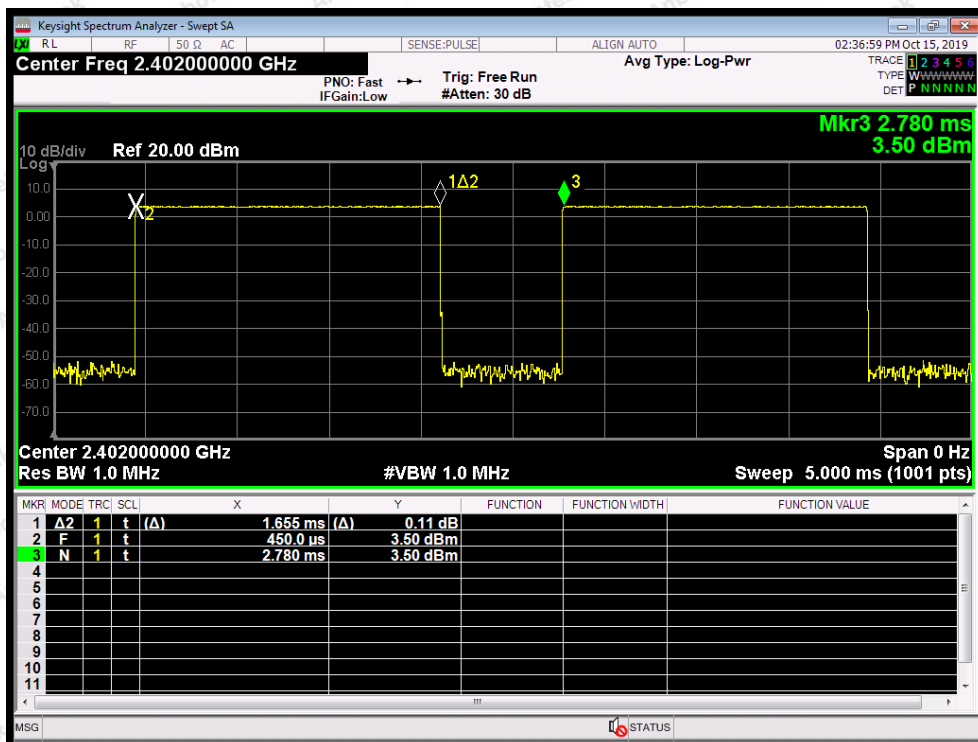 Keysight Spectrum Analyzer - Swept SA
LXI RL RF 50 Ω AC SENSE:PULSE ALIGN AUTO 02:36:59 PM Oct 15, 2019
Center Freq 2.402000000 GHz Avg Type: Log-Pwr TRACE 1 2 3 4 5 6
PNO: Fast Trig: Free Run TYPE WWWWWW
IFGain:Low #Atten: 30 dB DET P N N N N N
Mkr3 2.780 ms
10 dB/div Ref 20.00 dBm 3.50 dBm
Log
1Δ2 3
10.0
2
0.00
-10.0
-20.0
-30.0
-40.0
-50.0
-60.0
-70.0
Center 2.402000000 GHz Span 0 Hz
Res BW 1.0 MHz #VBW 1.0 MHz Sweep 5.000 ms (1001 pts)
MKR MODE TRC SCL X Y FUNCTION FUNCTION WIDTH FUNCTION VALUE
1 Δ2 1 t (Δ) 1.655 ms (Δ) 0.11 dB
2 F 1 t 450.0 µs 3.50 dBm
3 N 1 t 2.780 ms 3.50 dBm
4
5
6
7
8
9
10
11
MSG STATUS